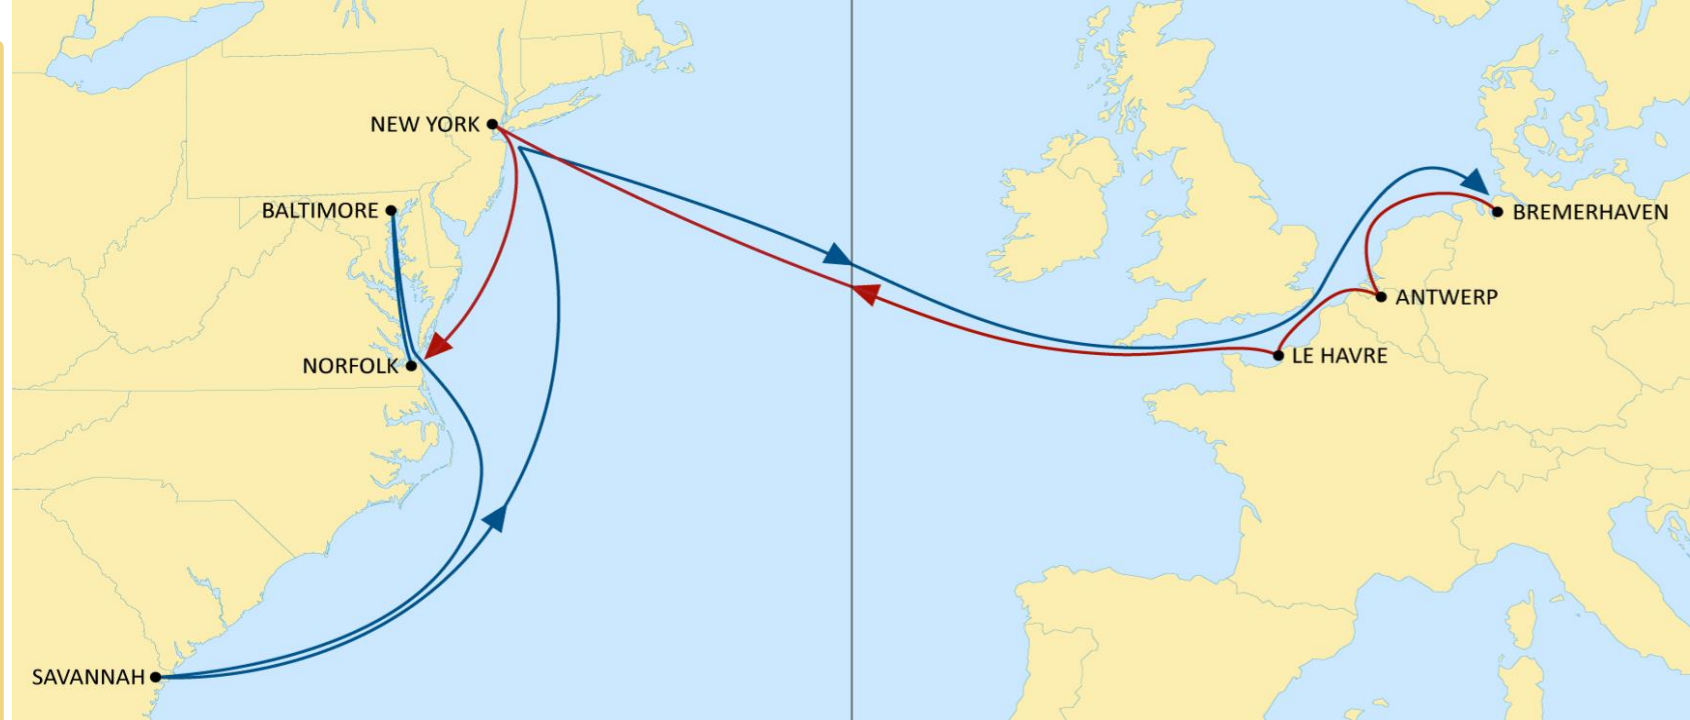 NEW YORK
BALTIMORE
BREMERHAVEN
ANTWERP
LE HAVRE
NORFOLK
SAVANNAH